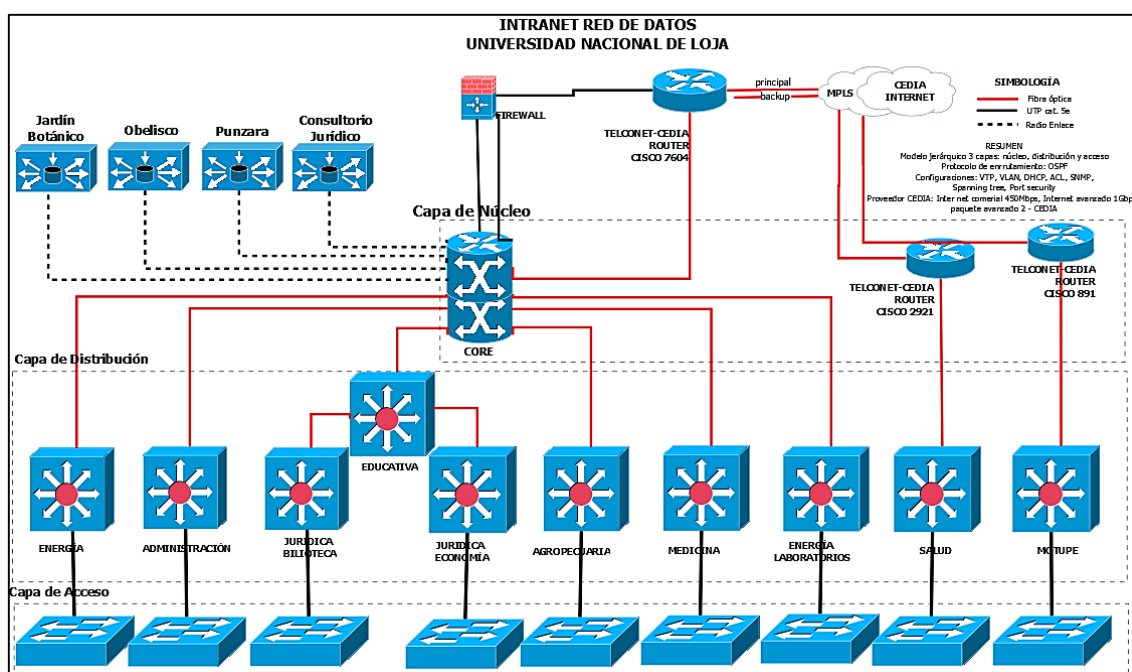 INTRANET RED DE DATOS
UNIVERSIDAD NACIONAL DE LOJA
Jardín
Botánico
Obelisco
Punzara
Consultorio
Jurídico
FIREWALL
TELCONET-CEDIA
ROUTER
CISCO 7604
principal
backup
MPLS
CEDIA
INTERNET
SIMBOLOGÍA
Fibra óptica
UTP cat. 5e
Radio Enlace
RESUMEN
Modelo jerárquico 3 capas: núcleo, distribución y acceso
Protocolo de enrrutamiento: OSPF
Configuraciones: VTP, VLAN, DHCP, ACL, SNMP,
Spanning tree, Port security
Proveedor CEDIA: Inter net comerial 450Mbps, Internet avanzado 1Gbp
paquete avanzado 2 - CEDIA
Capa de Núcleo
CORE
TELCONET-CEDIA
ROUTER
CISCO 2921
TELCONET-CEDIA
ROUTER
CISCO 891
Capa de Distribución
EDUCATIVA
ENERGÍA
ADMINISTRACIÓN
JURIDICA
BILIOTECA
JURIDICA
ECONOMÍA
AGROPECUARIA
MEDICINA
ENERGÍA
LABORATORIOS
SALUD
MOTUPE
Capa de Acceso